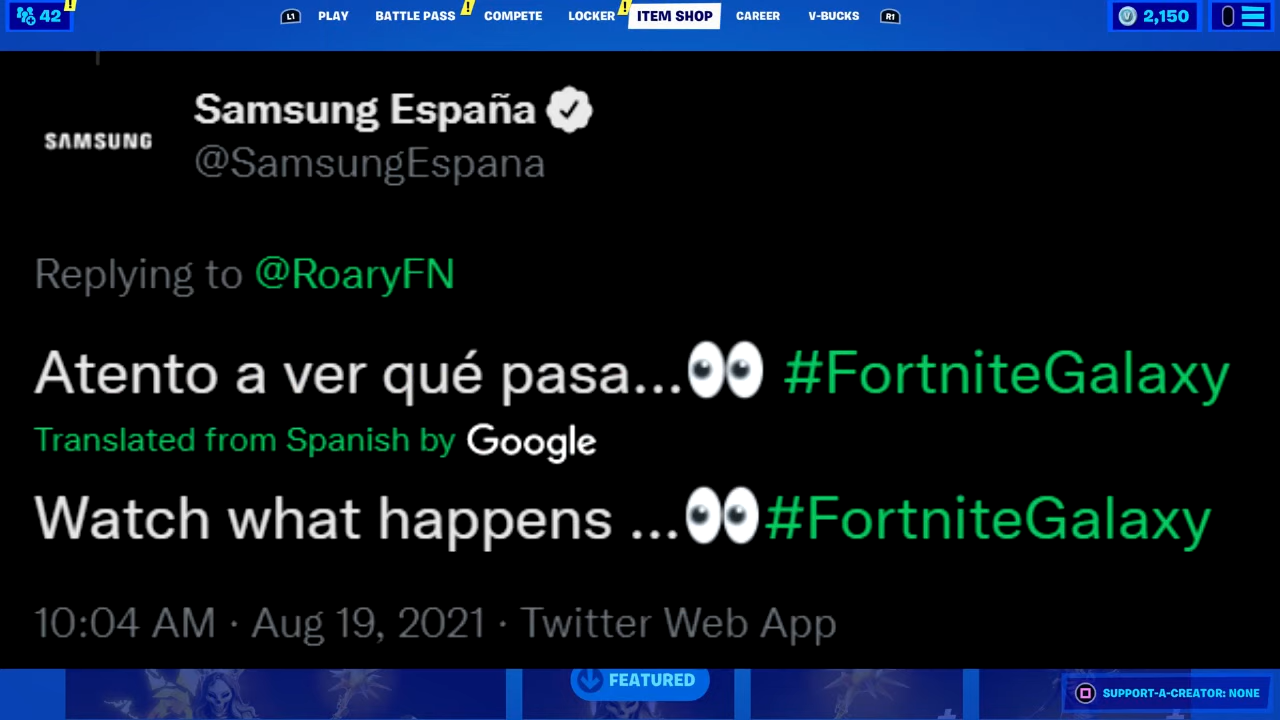 42 ! L1 PLAY BATTLE PASS ! COMPETE LOCKER ! ITEM SHOP CAREER V-BUCKS R1 V 2,150
Samsung España
SAMSUNG
@SamsungEspana
Replying to @RoaryFN
Atento a ver qué pasa...👀 #FortniteGalaxy
Translated from Spanish by Google
Watch what happens ...👀#FortniteGalaxy
10:04 AM · Aug 19, 2021 · Twitter Web App
FEATURED
SUPPORT-A-CREATOR: NONE